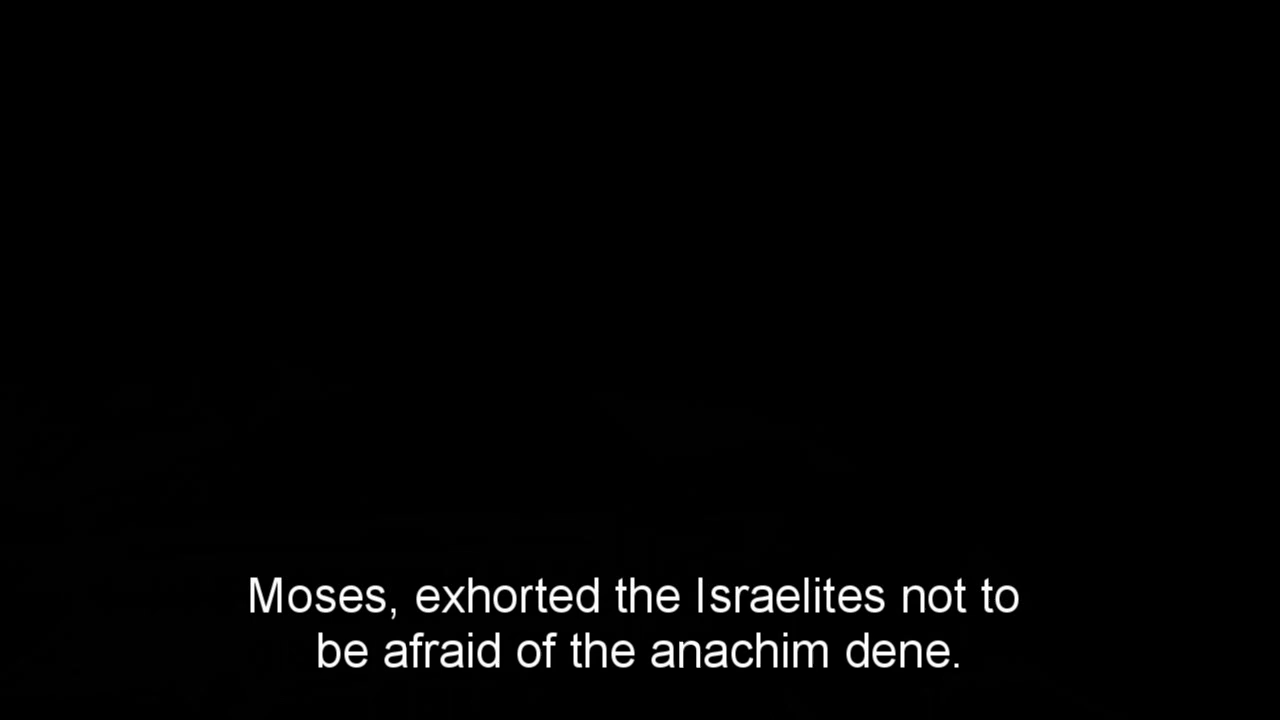 Moses, exhorted the Israelites not to
be afraid of the anachim dene.